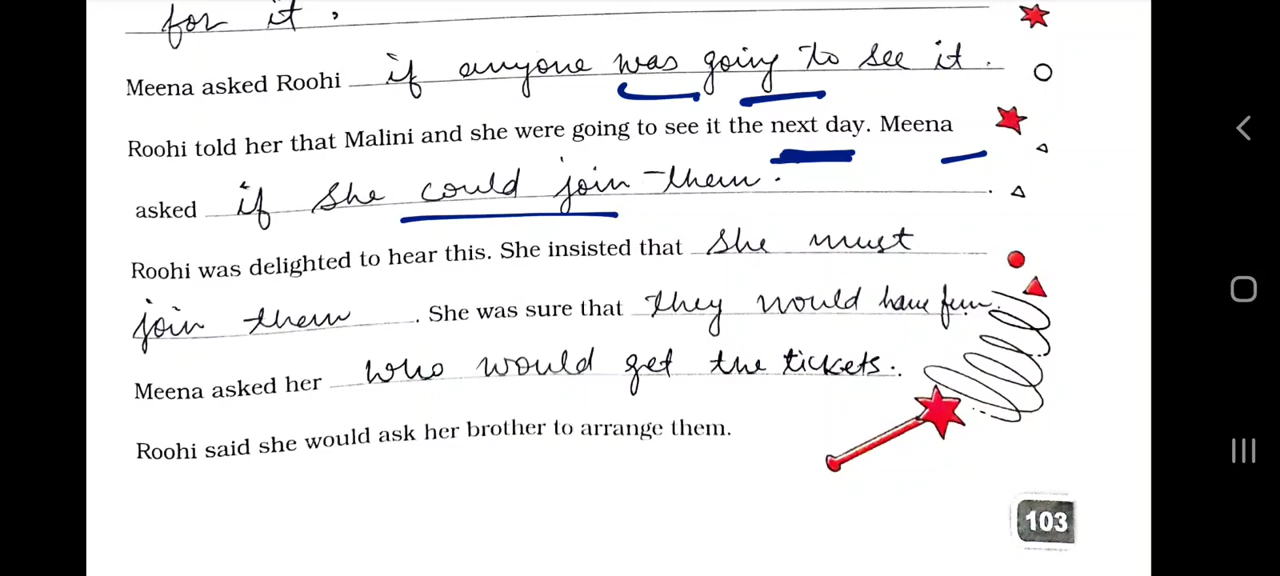 for it.
Meena asked Roohi if anyone was going to see it.
Roohi told her that Malini and she were going to see it the next day. Meena
asked if she could join them. .
Roohi was delighted to hear this. She insisted that she must
join them . She was sure that they would have fun.
Meena asked her who would get the tickets..
Roohi said she would ask her brother to arrange them.
103